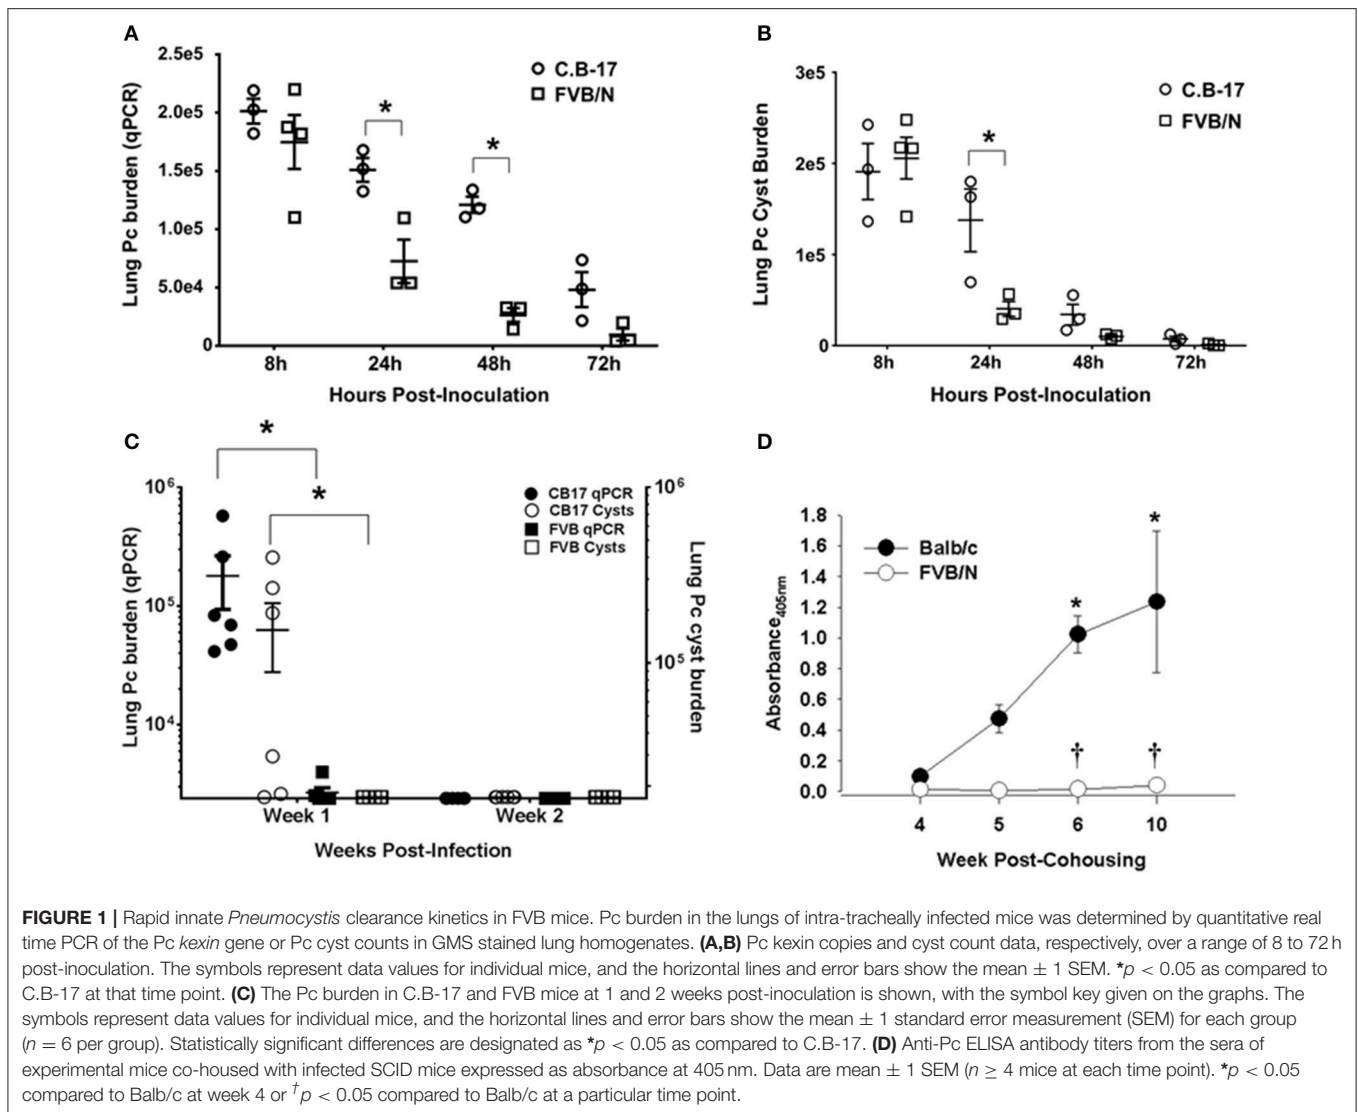 A
2.5e5
2.0e5
1.5e5
1.0e5
5.0e4
0
Lung Pc burden (qPCR)
C.B-17
FVB/N
*
*
8h 24h 48h 72h
Hours Post-Inoculation
B
3e5
2e5
1e5
0
Lung Pc Cyst Burden
C.B-17
FVB/N
*
8h 24h 48h 72h
Hours Post-Inoculation
C
*
*
10⁶
10⁵
10⁴
Lung Pc burden (qPCR)
CB17 qPCR
CB17 Cysts
FVB qPCR
FVB Cysts
10⁶
10⁵
Lung Pc cyst burden
Week 1 Week 2
Weeks Post-Infection
D
1.8
1.6
1.4
1.2
1.0
0.8
0.6
0.4
0.2
0.0
Absorbance405nm
Balb/c
FVB/N
*
*
†
†
4 5 6 10
Week Post-Cohousing
FIGURE 1 | Rapid innate Pneumocystis clearance kinetics in FVB mice. Pc burden in the lungs of intra-tracheally infected mice was determined by quantitative real
time PCR of the Pc kexin gene or Pc cyst counts in GMS stained lung homogenates. (A,B) Pc kexin copies and cyst count data, respectively, over a range of 8 to 72 h
post-inoculation. The symbols represent data values for individual mice, and the horizontal lines and error bars show the mean ± 1 SEM. *p < 0.05 as compared to
C.B-17 at that time point. (C) The Pc burden in C.B-17 and FVB mice at 1 and 2 weeks post-inoculation is shown, with the symbol key given on the graphs. The
symbols represent data values for individual mice, and the horizontal lines and error bars show the mean ± 1 standard error measurement (SEM) for each group
(n = 6 per group). Statistically significant differences are designated as *p < 0.05 as compared to C.B-17. (D) Anti-Pc ELISA antibody titers from the sera of
experimental mice co-housed with infected SCID mice expressed as absorbance at 405 nm. Data are mean ± 1 SEM (n ≥ 4 mice at each time point). *p < 0.05
compared to Balb/c at week 4 or †p < 0.05 compared to Balb/c at a particular time point.